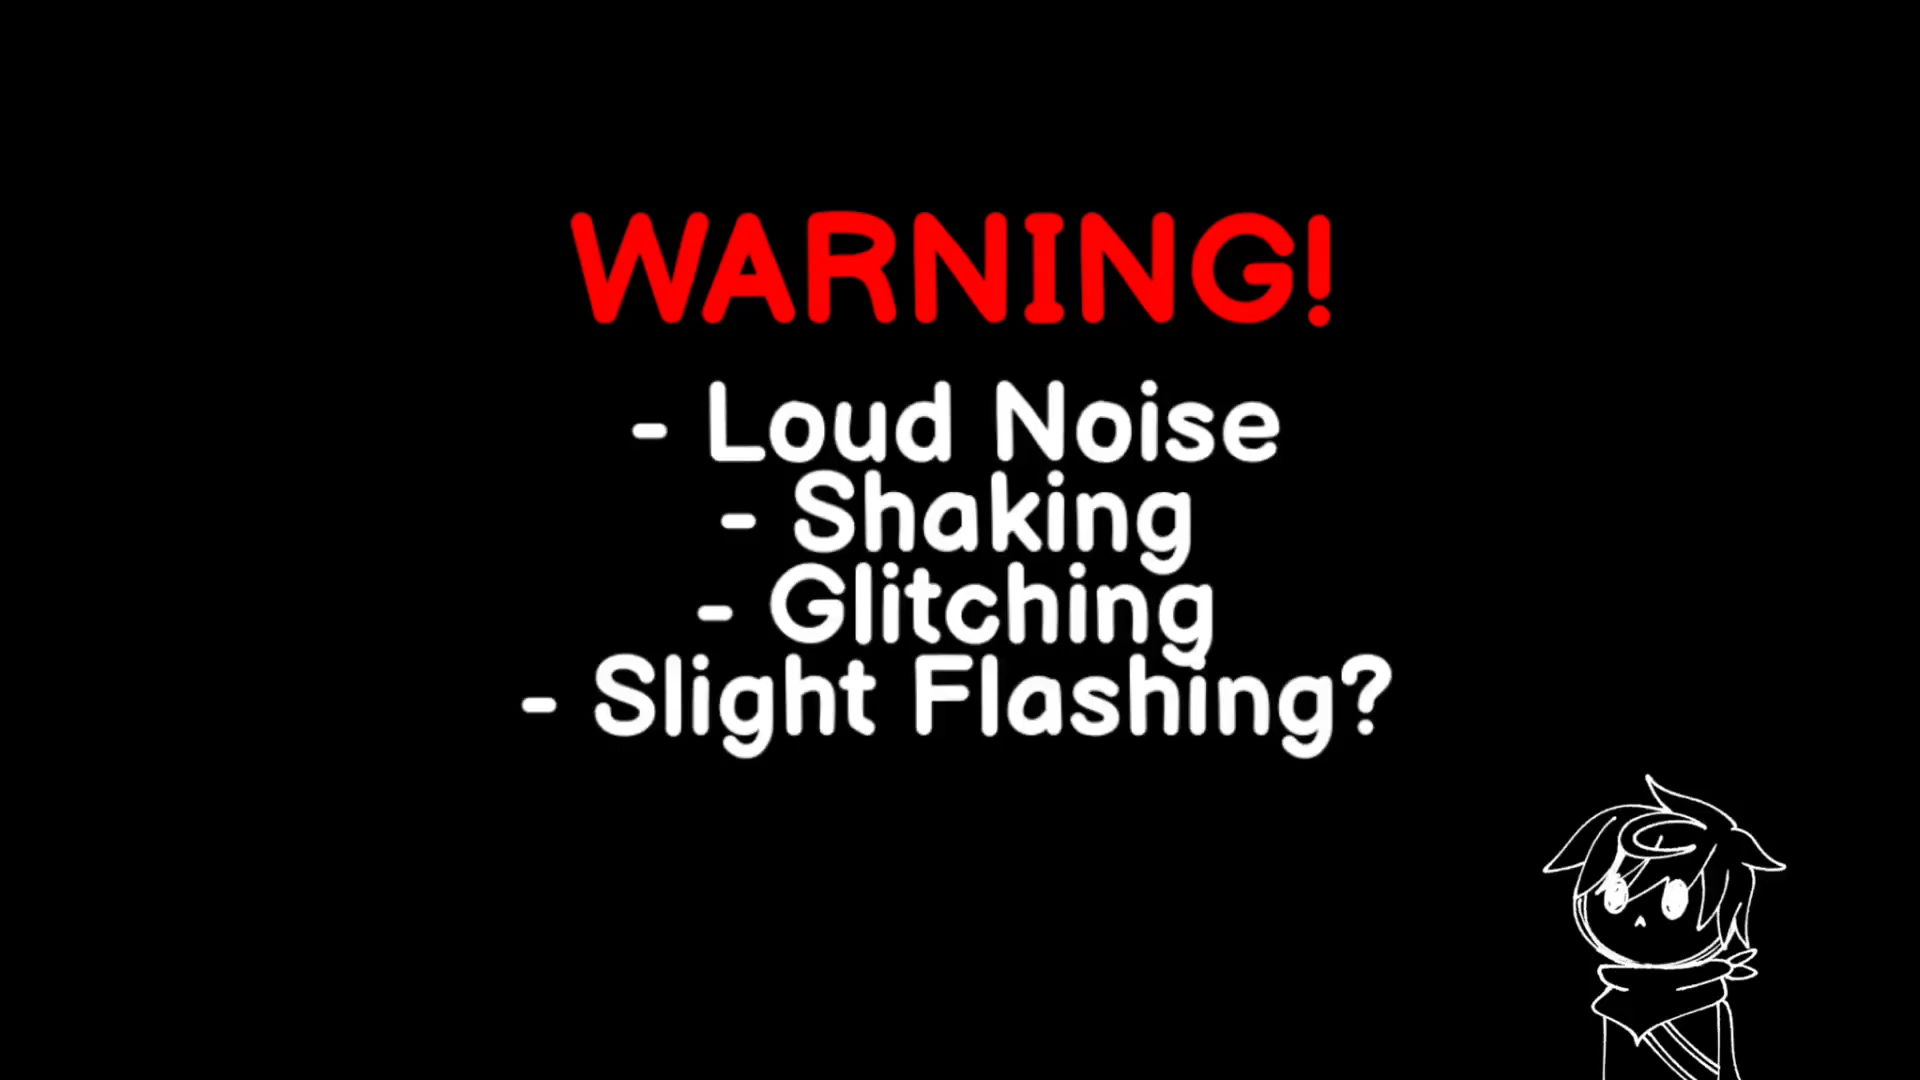 WARNING!
- Loud Noise
- Shaking
- Glitching
- Slight Flashing?